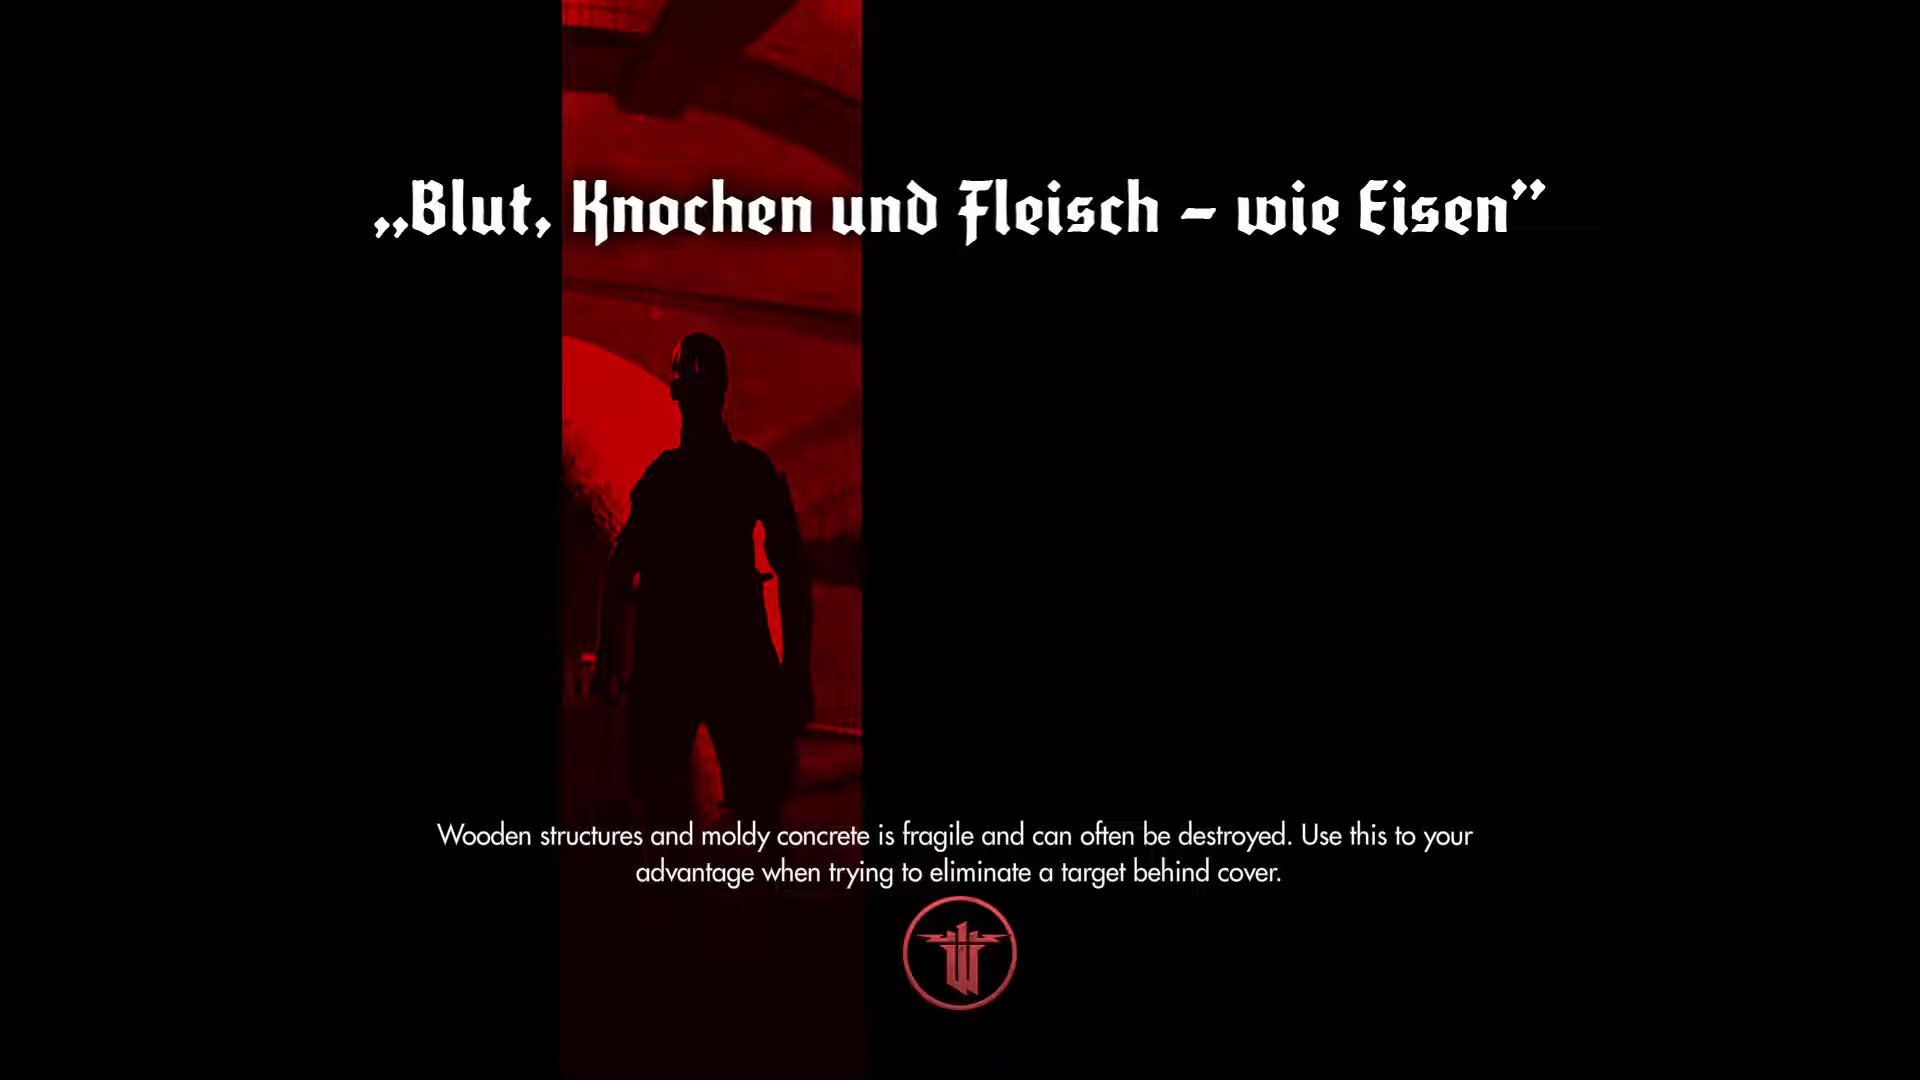 „Blut, Knochen und Fleisch – wie Eisen”
Wooden structures and moldy concrete is fragile and can often be destroyed. Use this to your
advantage when trying to eliminate a target behind cover.